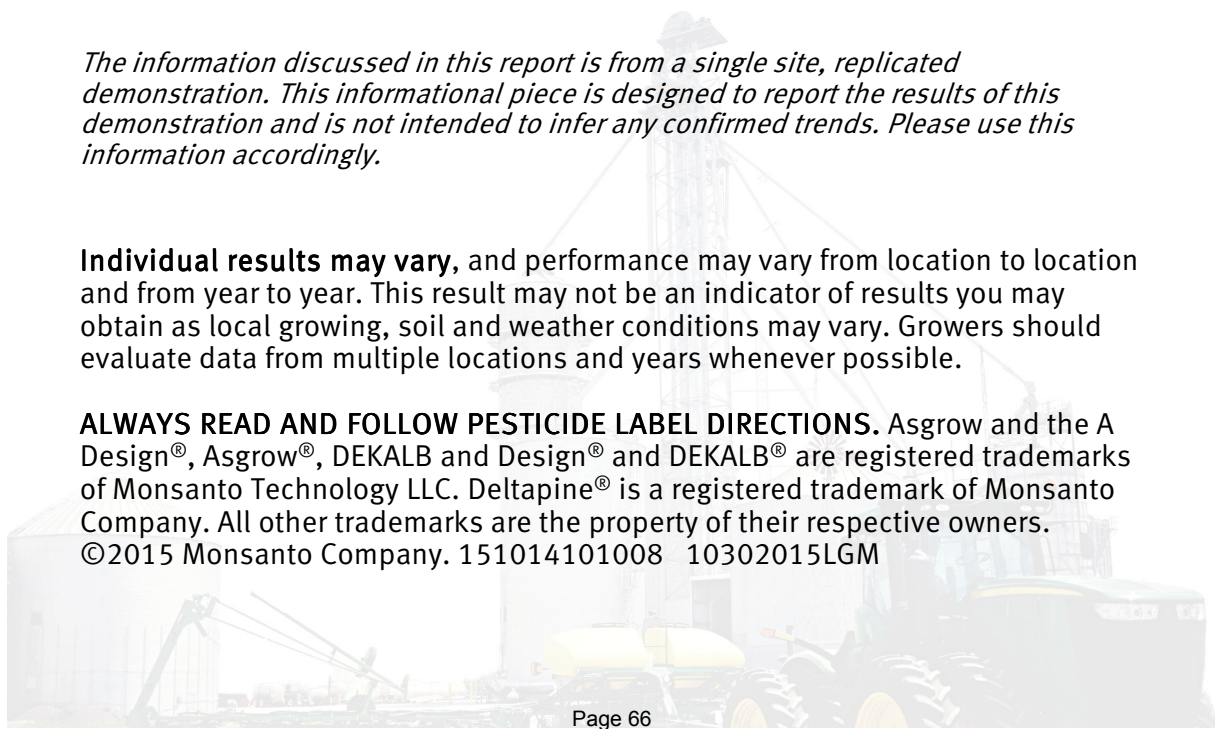 The information discussed in this report is from a single site, replicated
demonstration. This informational piece is designed to report the results of this
demonstration and is not intended to infer any confirmed trends. Please use this
information accordingly.
Individual results may vary, and performance may vary from location to location
and from year to year. This result may not be an indicator of results you may
obtain as local growing, soil and weather conditions may vary. Growers should
evaluate data from multiple locations and years whenever possible.
ALWAYS READ AND FOLLOW PESTICIDE LABEL DIRECTIONS. Asgrow and the A
Design®, Asgrow®, DEKALB and Design® and DEKALB® are registered trademarks
of Monsanto Technology LLC. Deltapine® is a registered trademark of Monsanto
Company. All other trademarks are the property of their respective owners.
©2015 Monsanto Company. 151014101008 10302015LGM
Page 66